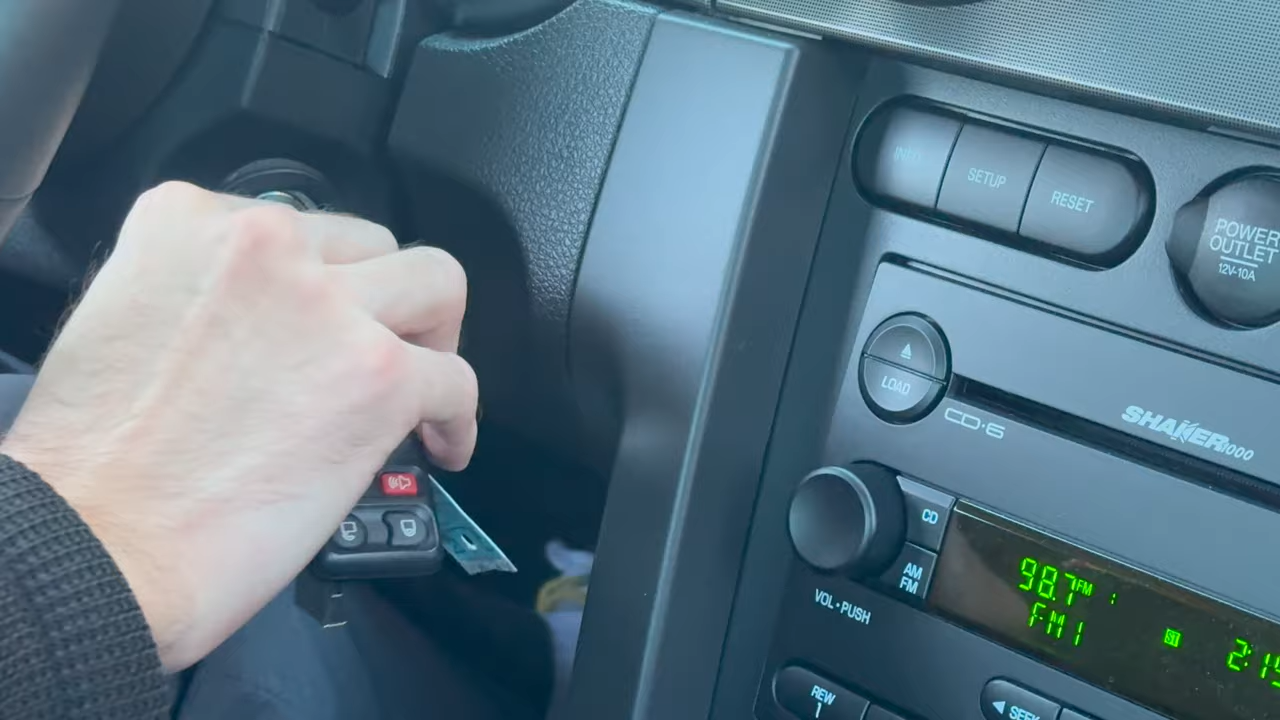 INFO
SETUP
RESET
POWER
OUTLET
12V-10A
LOAD
CD·6
SHAKER 1000
CD
AM
FM
98.7 FM
FM1
ST
VOL·PUSH
REW
1
SEEK